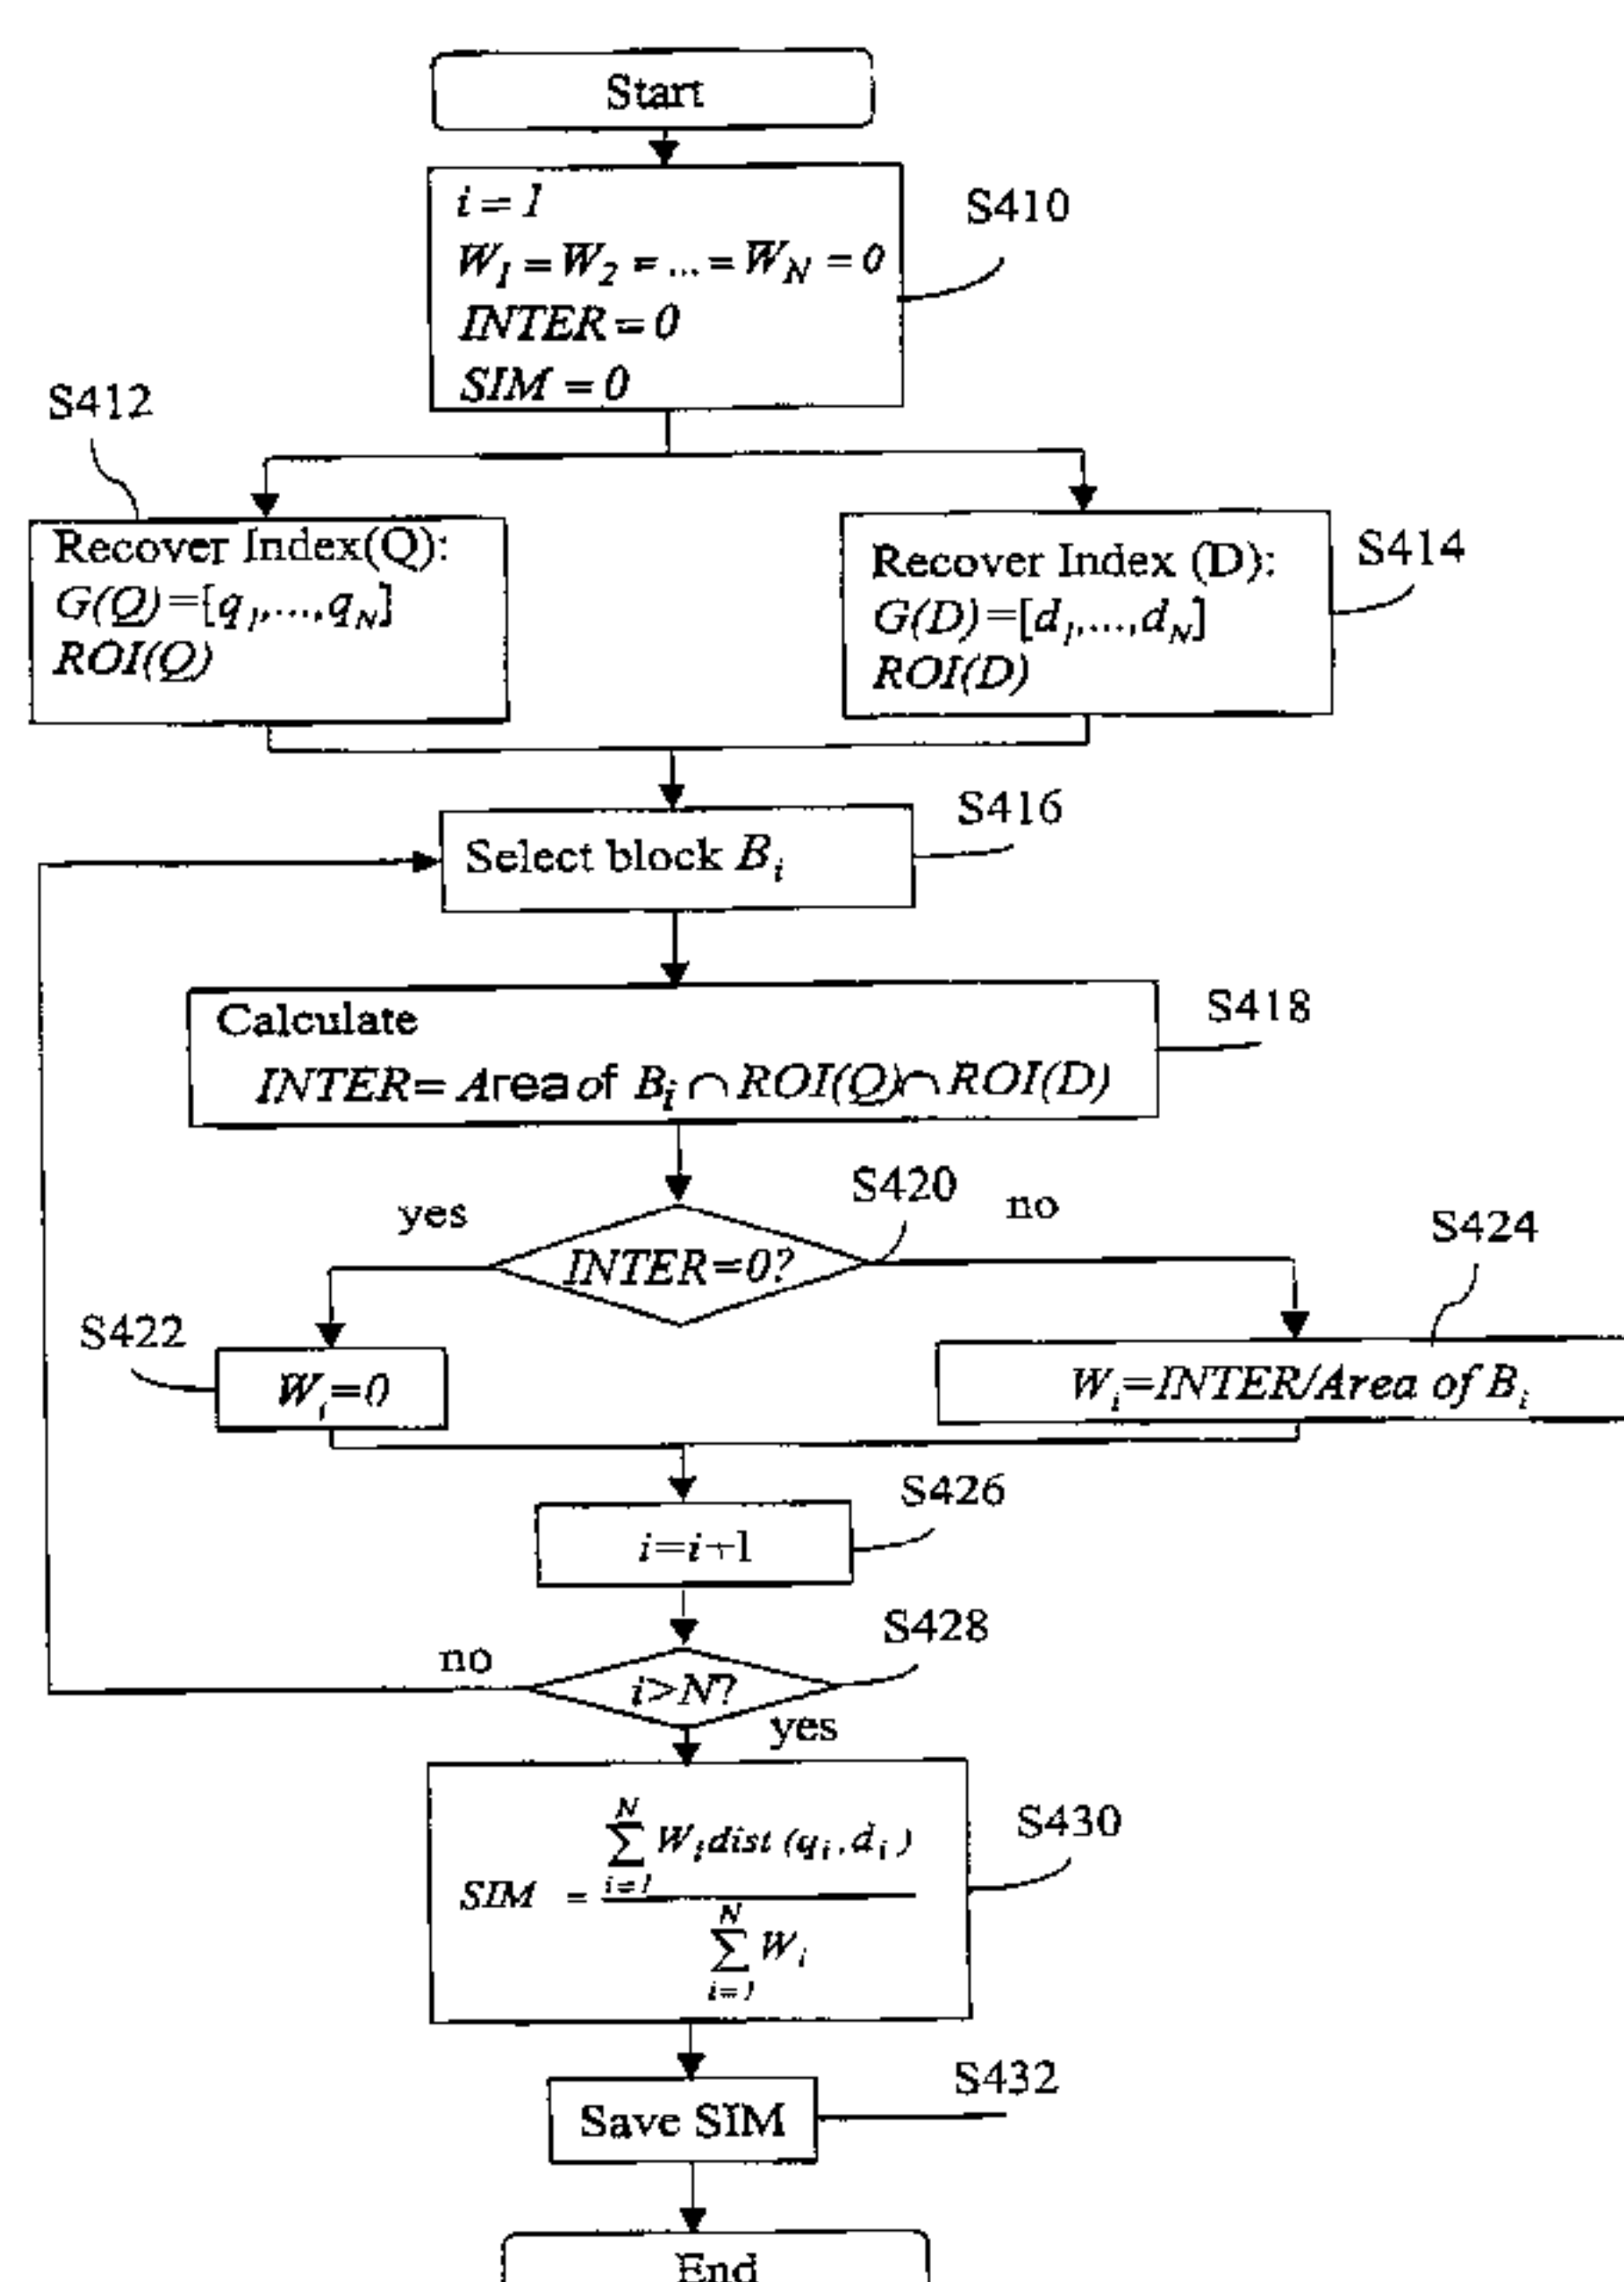 Start
i = 1
W1 = W2 = ... = WN = 0
INTER = 0
SIM = 0
S410
S412
Recover Index(Q):
G(Q)=[q1,...,qN]
ROI(Q)
Recover Index (D):
G(D)=[d1,...,dN]
ROI(D)
S414
Select block Bi
S416
Calculate
INTER= Area of Bi ∩ ROI(Q)∩ ROI(D)
S418
yes
INTER=0?
S420
no
S422
Wi=0
S424
Wi=INTER/Area of Bi
i=i+1
S426
no
i>N?
S428
yes
N
∑ Wi dist (qi, di)
i=1
SIM =
N
∑ Wi
i=1
S430
Save SIM
S432
End